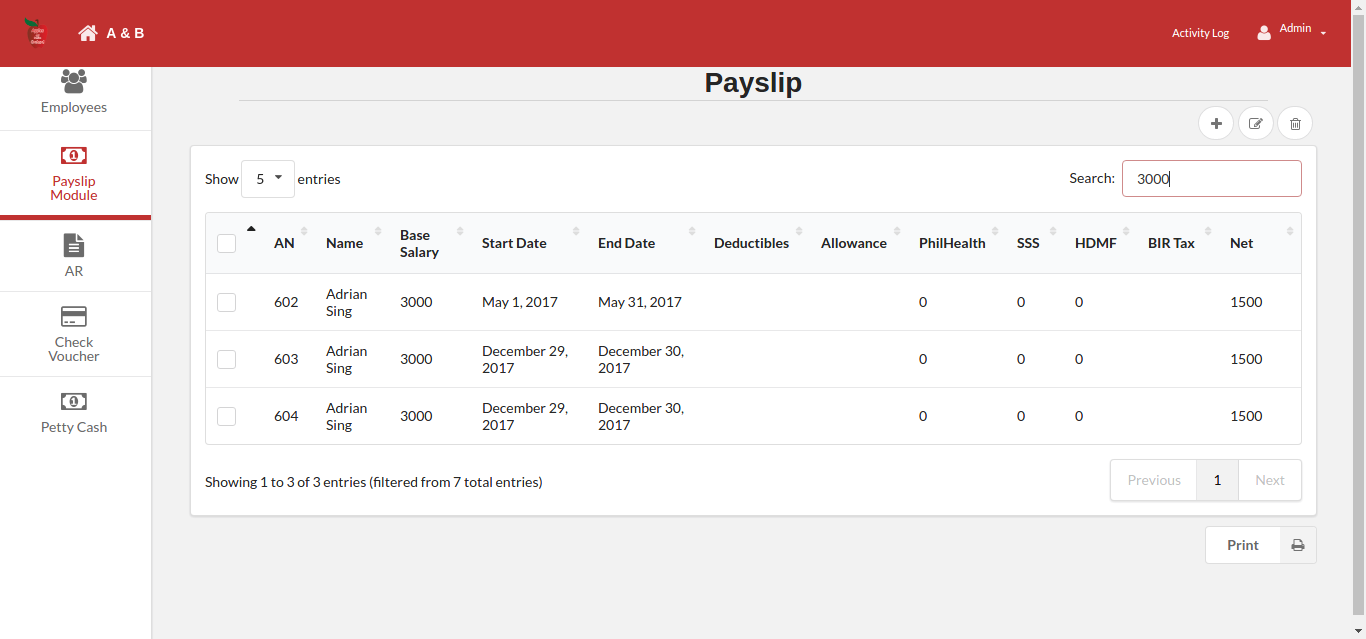 A & B
Activity Log
Admin
Employees
Payslip
Module
AR
Check
Voucher
Petty Cash
Payslip
Show 5 entries
Search: 3000
AN Name Base Salary Start Date End Date Deductibles Allowance PhilHealth SSS HDMF BIR Tax Net
602 Adrian Sing 3000 May 1, 2017 May 31, 2017 0 0 0 1500
603 Adrian Sing 3000 December 29, 2017 December 30, 2017 0 0 0 1500
604 Adrian Sing 3000 December 29, 2017 December 30, 2017 0 0 0 1500
Showing 1 to 3 of 3 entries (filtered from 7 total entries)
Previous 1 Next
Print